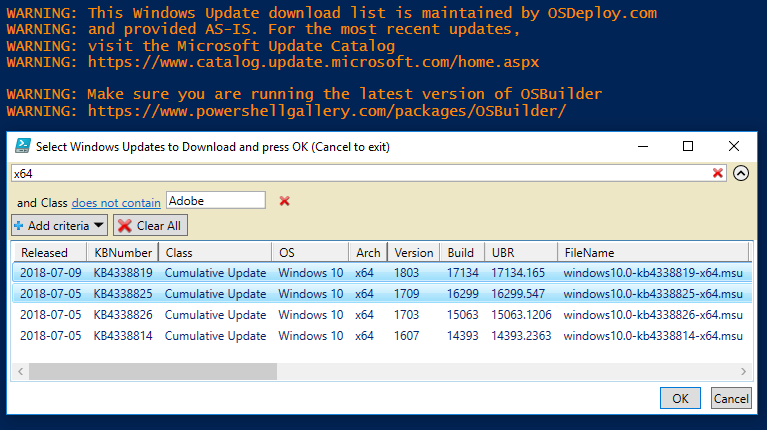 WARNING: This Windows Update download list is maintained by OSDeploy.com
WARNING: and provided AS-IS. For the most recent updates,
WARNING: visit the Microsoft Update Catalog
WARNING: https://www.catalog.update.microsoft.com/home.aspx
WARNING: Make sure you are running the latest version of OSBuilder
WARNING: https://www.powershellgallery.com/packages/OSBuilder/
Select Windows Updates to Download and press OK (Cancel to exit)
x64
and Class does not contain Adobe
Add criteria Clear All
Released KBNumber Class OS Arch Version Build UBR FileName
2018-07-09 KB4338819 Cumulative Update Windows 10 x64 1803 17134 17134.165 windows10.0-kb4338819-x64.msu
2018-07-05 KB4338825 Cumulative Update Windows 10 x64 1709 16299 16299.547 windows10.0-kb4338825-x64.msu
2018-07-05 KB4338826 Cumulative Update Windows 10 x64 1703 15063 15063.1206 windows10.0-kb4338826-x64.msu
2018-07-05 KB4338814 Cumulative Update Windows 10 x64 1607 14393 14393.2363 windows10.0-kb4338814-x64.msu
OK Cancel